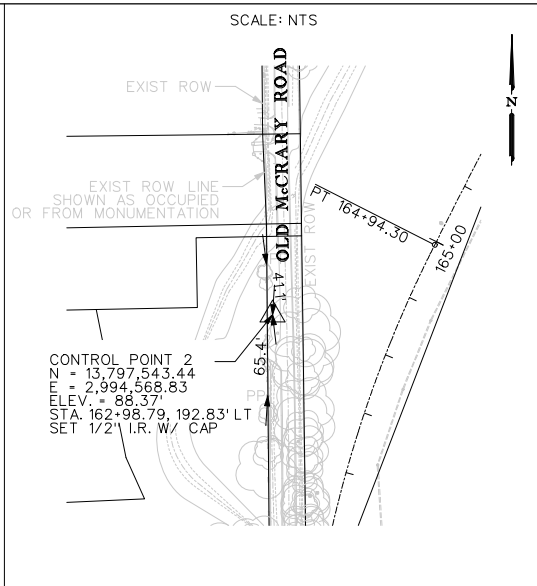 SCALE: NTS
EXIST ROW
OLD McCRARY ROAD
N
EXIST ROW LINE
SHOWN AS OCCUPIED
OR FROM MONUMENTATION
PT 164+94.30
165+00
EXIST ROW
41.1'
65.4'
CONTROL POINT 2
N = 13,797,543.44
E = 2,994,568.83
ELEV. = 88.37'
STA. 162+98.79, 192.83' LT
SET 1/2" I.R. W/ CAP
PP